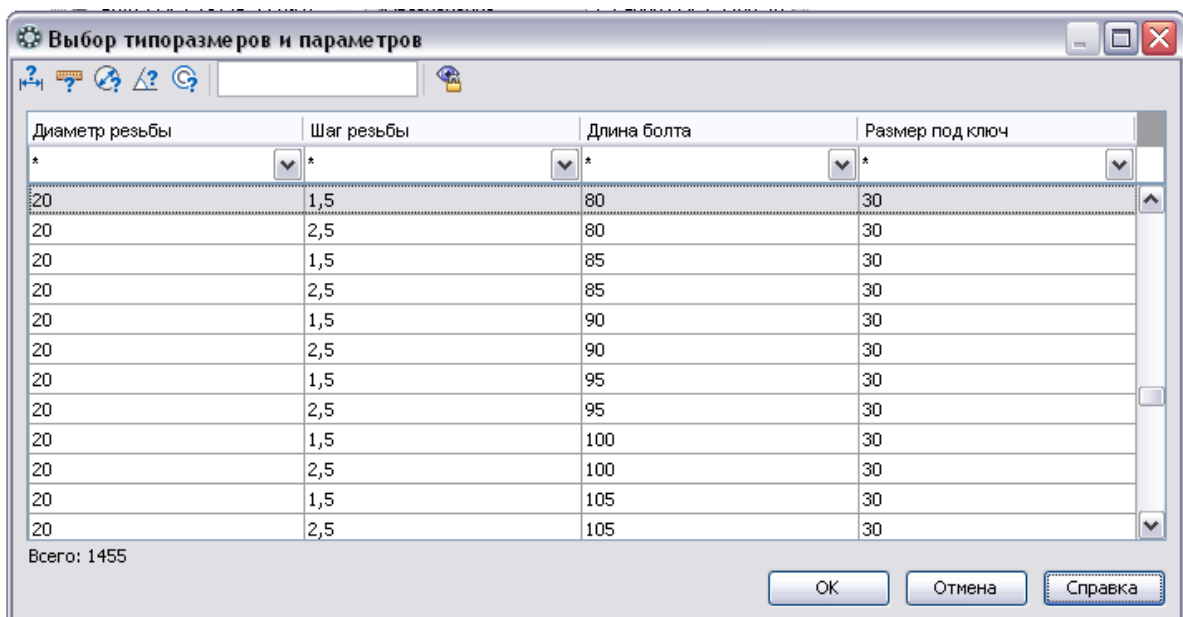 Выбор типоразмеров и параметров
Диаметр резьбы Шаг резьбы Длина болта Размер под ключ
* * * *
20 1,5 80 30
20 2,5 80 30
20 1,5 85 30
20 2,5 85 30
20 1,5 90 30
20 2,5 90 30
20 1,5 95 30
20 2,5 95 30
20 1,5 100 30
20 2,5 100 30
20 1,5 105 30
20 2,5 105 30
Всего: 1455
OK Отмена Справка